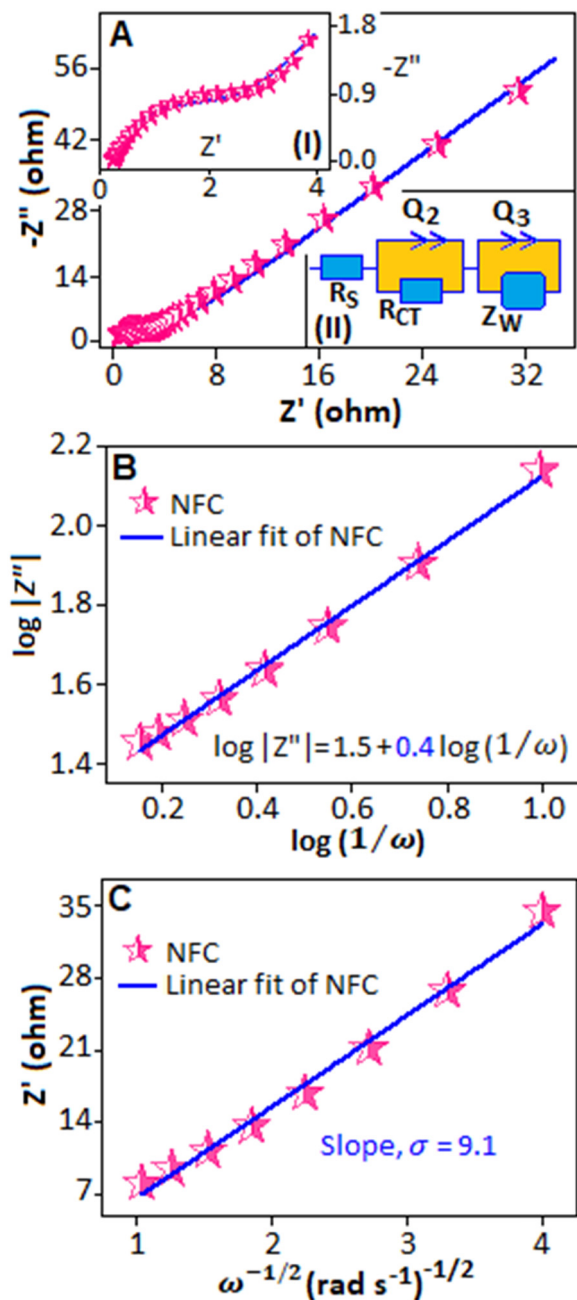 A
56
42
28
14
0
-Z" (ohm)
1.8
0.9
0.0
-Z"
Z'
(I)
0 2 4
Q2 Q3
RS RCT ZW
(II)
0 8 16 24 32
Z' (ohm)
B
2.2
2.0
1.8
1.6
1.4
log |Z"|
NFC
Linear fit of NFC
log |Z"|=1.5+0.4 log (1/ω)
0.2 0.4 0.6 0.8 1.0
log (1/ω)
C
35
28
21
14
7
Z' (ohm)
NFC
Linear fit of NFC
Slope, σ = 9.1
1 2 3 4
ω⁻¹/² (rad s⁻¹)⁻¹/²